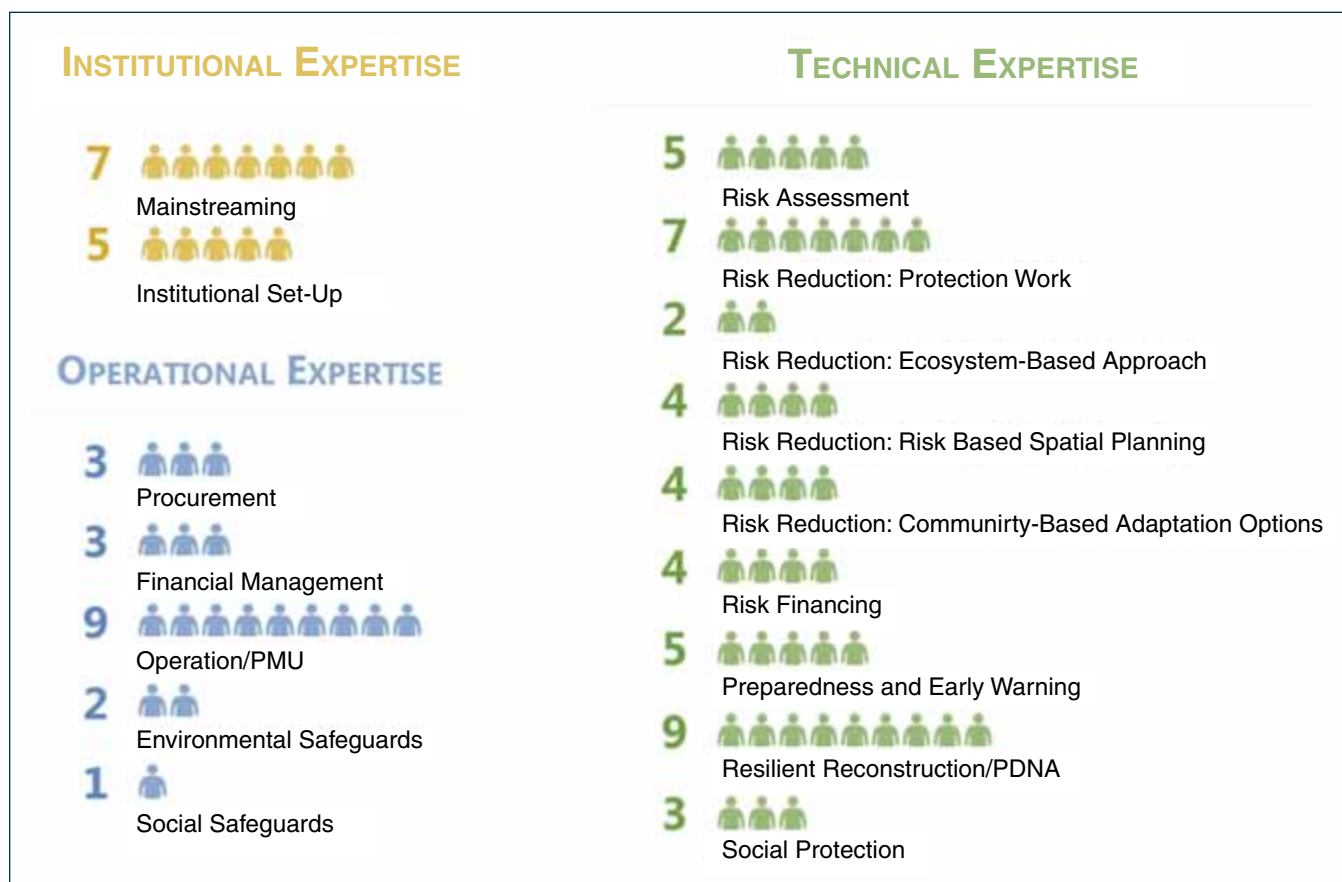 INSTITUTIONAL EXPERTISE
7
Mainstreaming
5
Institutional Set-Up
OPERATIONAL EXPERTISE
3
Procurement
3
Financial Management
9
Operation/PMU
2
Environmental Safeguards
1
Social Safeguards
TECHNICAL EXPERTISE
5
Risk Assessment
7
Risk Reduction: Protection Work
2
Risk Reduction: Ecosystem-Based Approach
4
Risk Reduction: Risk Based Spatial Planning
4
Risk Reduction: Communirty-Based Adaptation Options
4
Risk Financing
5
Preparedness and Early Warning
9
Resilient Reconstruction/PDNA
3
Social Protection